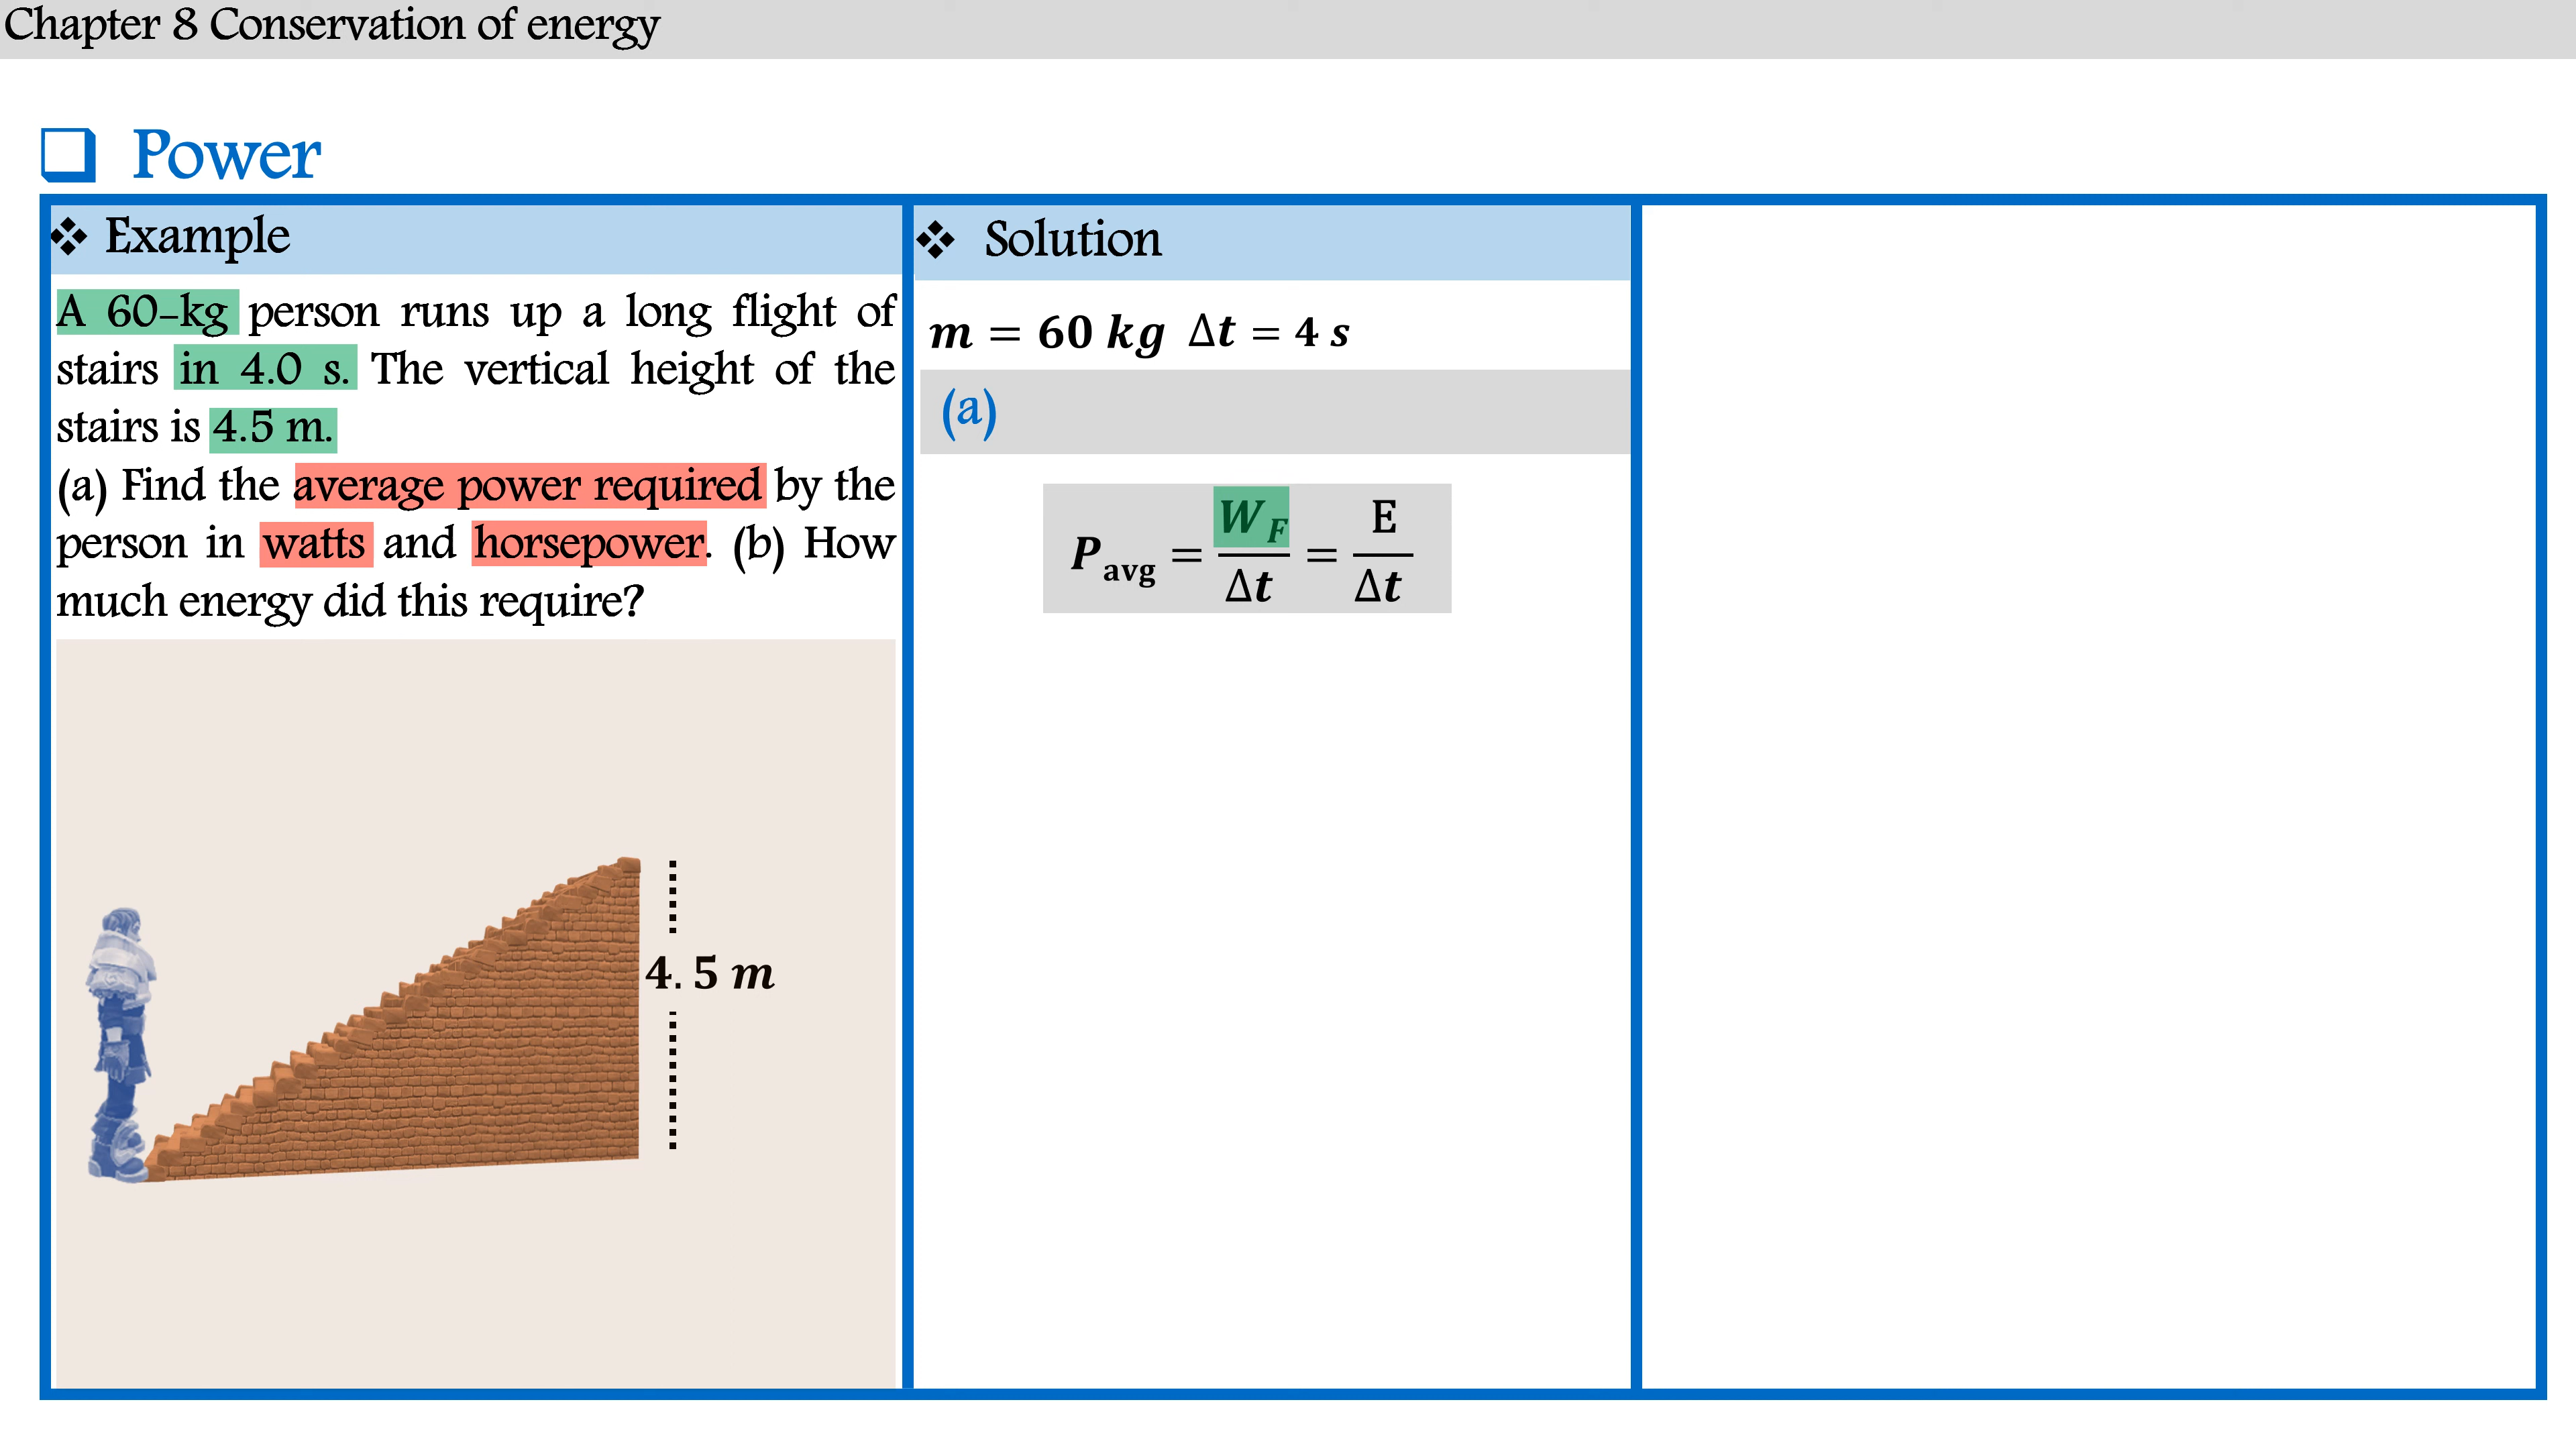 Chapter 8 Conservation of energy
❑ Power
❖ Example
A 60-kg person runs up a long flight of
stairs in 4.0 s. The vertical height of the
stairs is 4.5 m.
(a) Find the average power required by the
person in watts and horsepower. (b) How
much energy did this require?
4.5 m
❖ Solution
m = 60 kg Δt = 4 s
(a)
P_avg = W_F/Δt = E/Δt